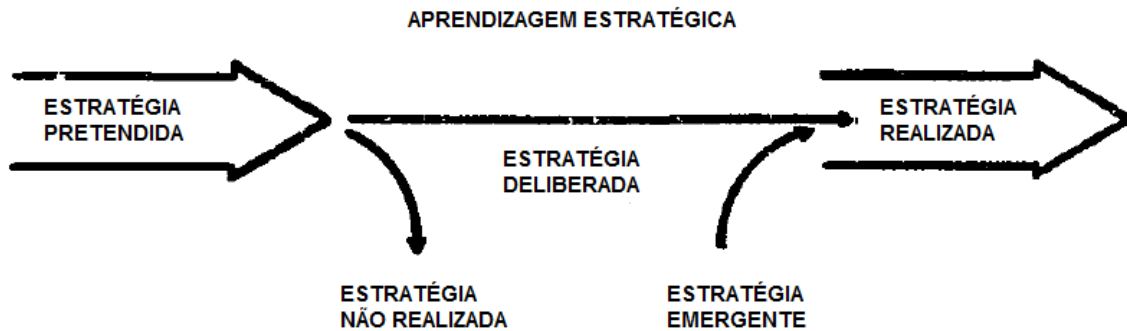 APRENDIZAGEM ESTRATÉGICA
ESTRATÉGIA
PRETENDIDA
ESTRATÉGIA
DELIBERADA
ESTRATÉGIA
REALIZADA
ESTRATÉGIA
NÃO REALIZADA
ESTRATÉGIA
EMERGENTE